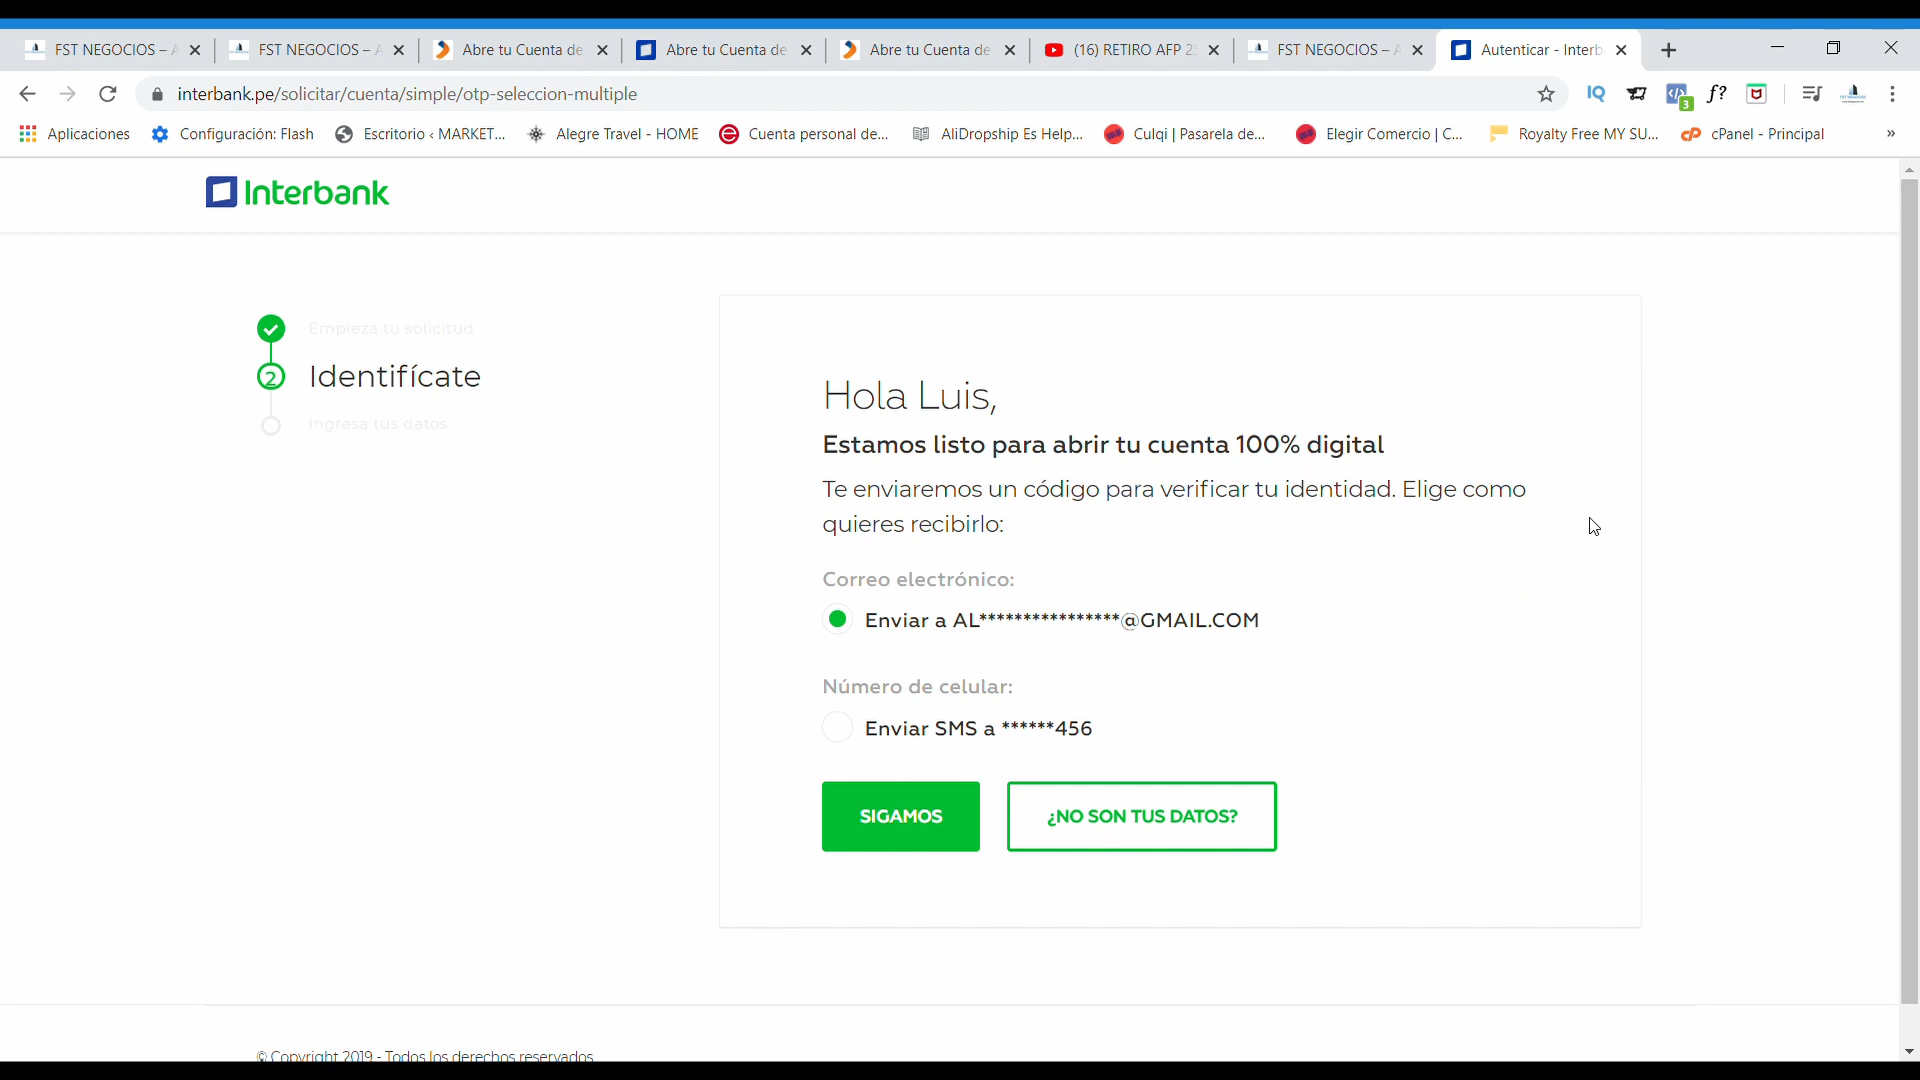 FST NEGOCIOS – A
FST NEGOCIOS – A
Abre tu Cuenta de
Abre tu Cuenta de
Abre tu Cuenta de
(16) RETIRO AFP 25
FST NEGOCIOS – A
Autenticar - Interb
interbank.pe/solicitar/cuenta/simple/otp-seleccion-multiple
IQ
3
f?
Aplicaciones
Configuración: Flash
Escritorio ‹ MARKET...
Alegre Travel - HOME
Cuenta personal de...
AliDropship Es Help...
Culqi | Pasarela de...
Elegir Comercio | C...
Royalty Free MY SU...
cPanel - Principal
»
Interbank
Empieza tu solicitud
2 Identifícate
Ingresa tus datos
Hola Luis,
Estamos listo para abrir tu cuenta 100% digital
Te enviaremos un código para verificar tu identidad. Elige como
quieres recibirlo:
Correo electrónico:
Enviar a AL****************@GMAIL.COM
Número de celular:
Enviar SMS a ******456
SIGAMOS
¿NO SON TUS DATOS?
© Copyright 2019 - Todos los derechos reservados